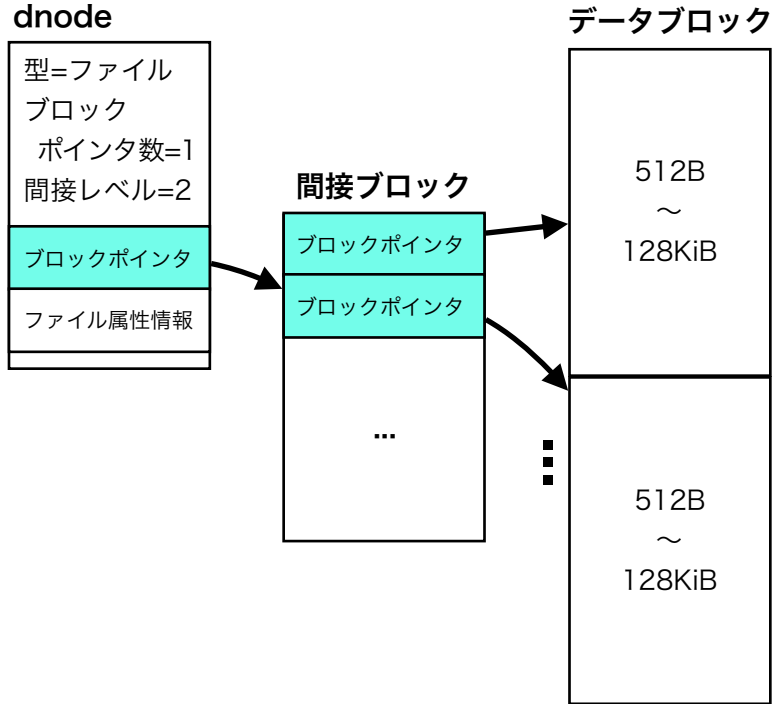 dnode
型=ファイル
ブロック
ポインタ数=1
間接レベル=2
ブロックポインタ
ファイル属性情報
間接ブロック
ブロックポインタ
ブロックポインタ
...
データブロック
512B
〜
128KiB
512B
〜
128KiB